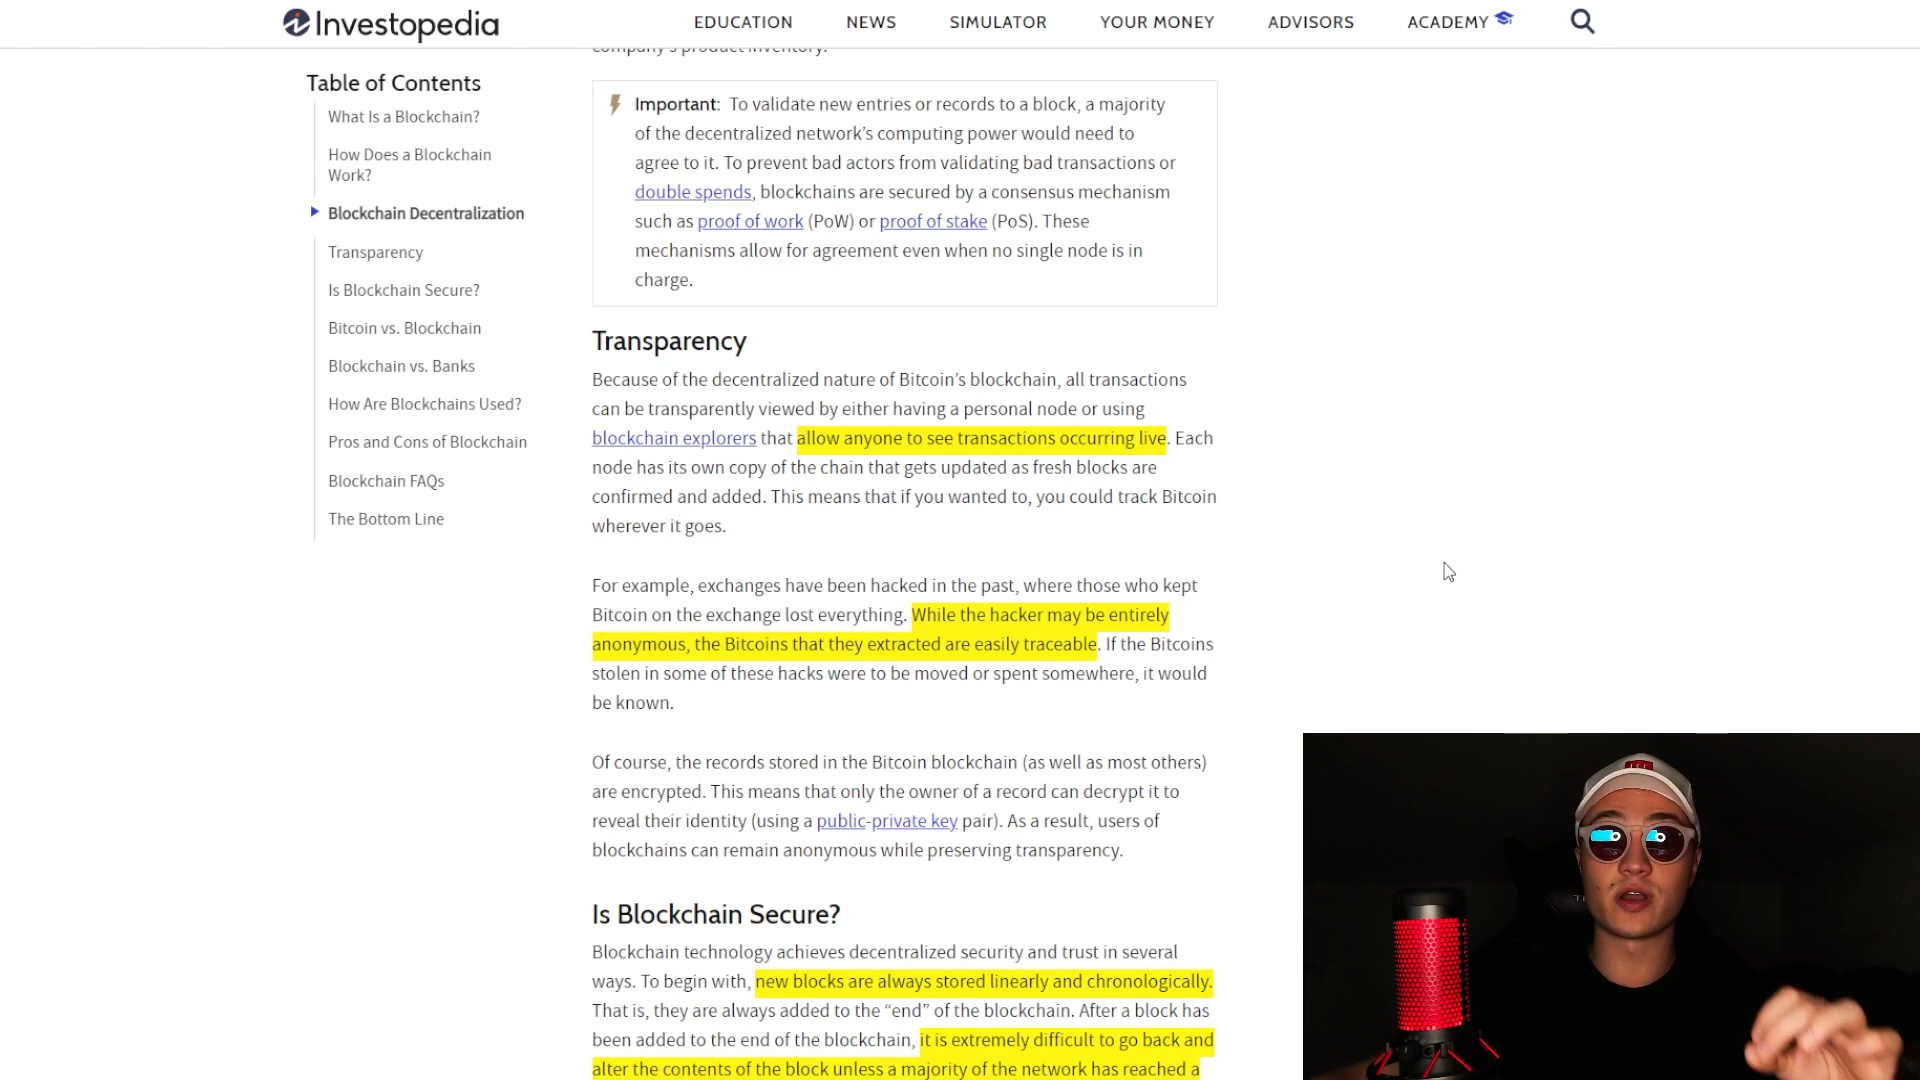 Investopedia
EDUCATION NEWS SIMULATOR YOUR MONEY ADVISORS ACADEMY
company's product inventory.
Table of Contents
What Is a Blockchain?
How Does a Blockchain
Work?
Blockchain Decentralization
Transparency
Is Blockchain Secure?
Bitcoin vs. Blockchain
Blockchain vs. Banks
How Are Blockchains Used?
Pros and Cons of Blockchain
Blockchain FAQs
The Bottom Line
Important: To validate new entries or records to a block, a majority
of the decentralized network’s computing power would need to
agree to it. To prevent bad actors from validating bad transactions or
double spends, blockchains are secured by a consensus mechanism
such as proof of work (PoW) or proof of stake (PoS). These
mechanisms allow for agreement even when no single node is in
charge.
Transparency
Because of the decentralized nature of Bitcoin’s blockchain, all transactions
can be transparently viewed by either having a personal node or using
blockchain explorers that allow anyone to see transactions occurring live. Each
node has its own copy of the chain that gets updated as fresh blocks are
confirmed and added. This means that if you wanted to, you could track Bitcoin
wherever it goes.
For example, exchanges have been hacked in the past, where those who kept
Bitcoin on the exchange lost everything. While the hacker may be entirely
anonymous, the Bitcoins that they extracted are easily traceable. If the Bitcoins
stolen in some of these hacks were to be moved or spent somewhere, it would
be known.
Of course, the records stored in the Bitcoin blockchain (as well as most others)
are encrypted. This means that only the owner of a record can decrypt it to
reveal their identity (using a public-private key pair). As a result, users of
blockchains can remain anonymous while preserving transparency.
Is Blockchain Secure?
Blockchain technology achieves decentralized security and trust in several
ways. To begin with, new blocks are always stored linearly and chronologically.
That is, they are always added to the “end” of the blockchain. After a block has
been added to the end of the blockchain, it is extremely difficult to go back and
alter the contents of the block unless a majority of the network has reached a